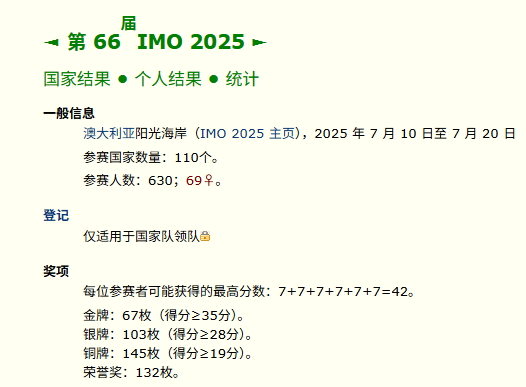 ◄ 第 66届 IMO 2025 ►
国家结果 ● 个人结果 ● 统计
一般信息
澳大利亚阳光海岸（IMO 2025 主页），2025 年 7 月 10 日至 7 月 20 日
参赛国家数量：110个。
参赛人数：630；69♀。
登记
仅适用于国家队领队
奖项
每位参赛者可能获得的最高分数：7+7+7+7+7+7=42。
金牌：67枚（得分≥35分）。
银牌：103枚（得分≥28分）。
铜牌：145枚（得分≥19分）。
荣誉奖：132枚。